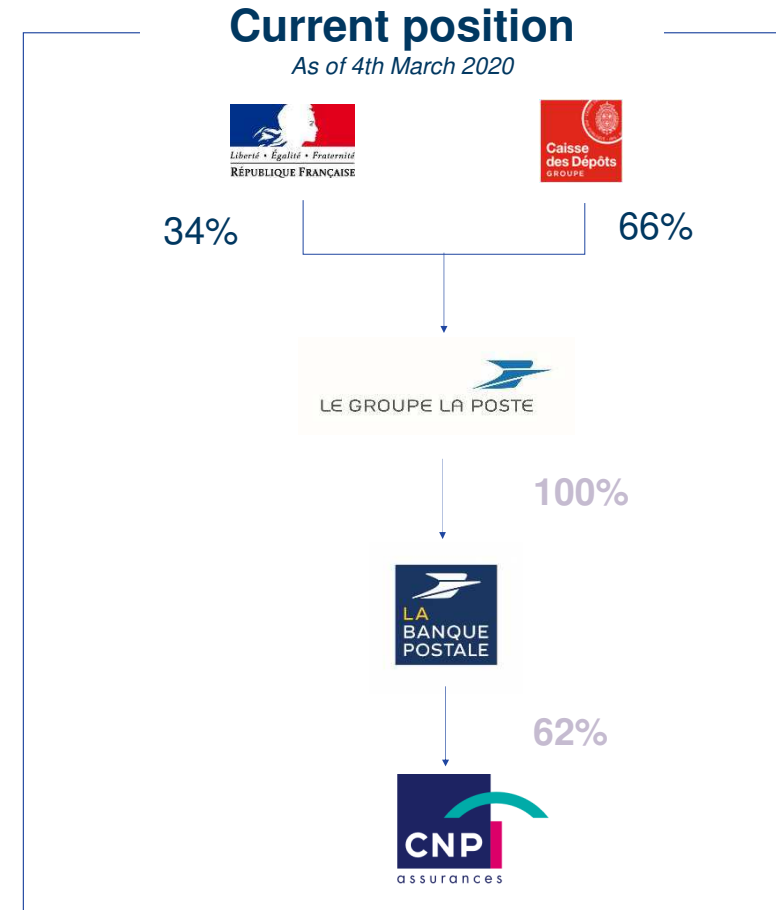 Current position
As of 4th March 2020
Liberté • Égalité • Fraternité
RÉPUBLIQUE FRANÇAISE
Caisse
des Dépôts
GROUPE
34%
66%
LE GROUPE LA POSTE
100%
LA
BANQUE
POSTALE
62%
CNP
assurances